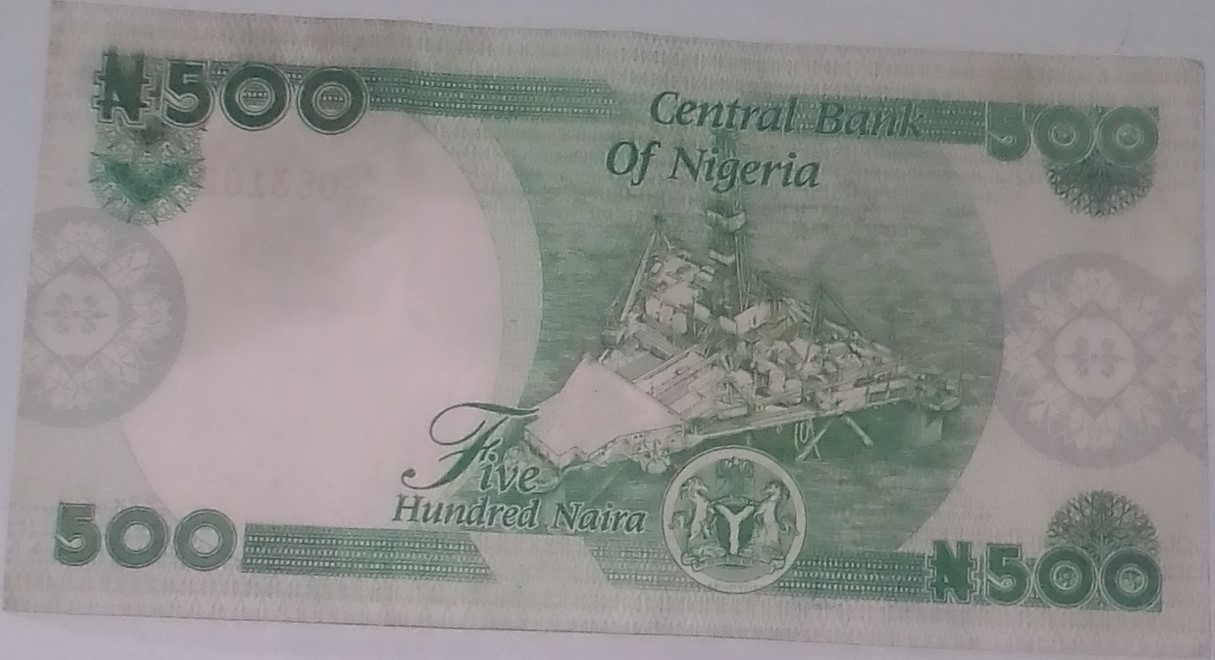 ₦500
Central Bank
Of Nigeria
500
Five
Hundred Naira
500
₦500